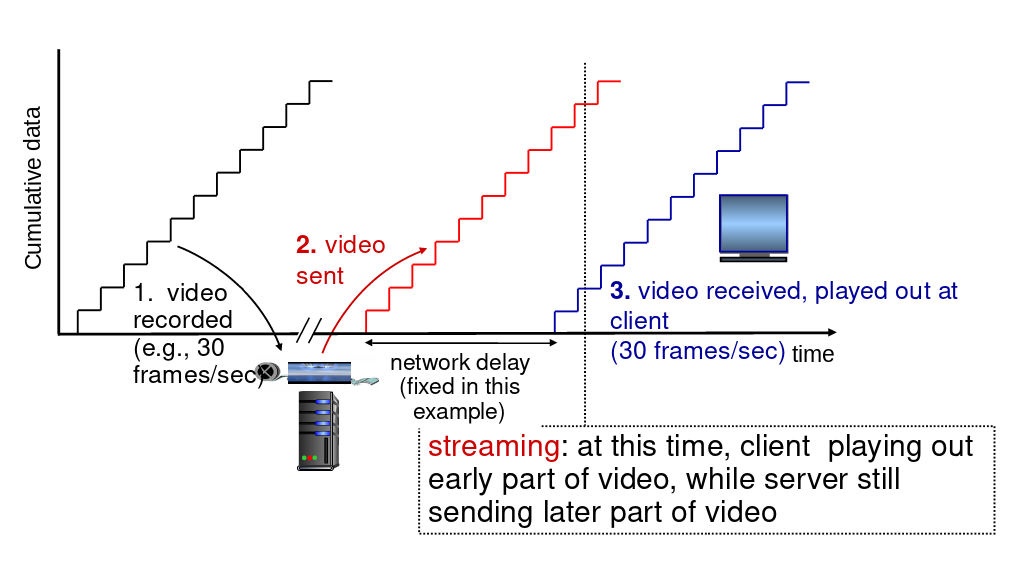 Cumulative data
1.  video
recorded
(e.g., 30
frames/sec)
2. video
sent
3. video received, played out at
client
(30 frames/sec)
time
network delay
(fixed in this
example)
streaming: at this time, client  playing out
early part of video, while server still
sending later part of video